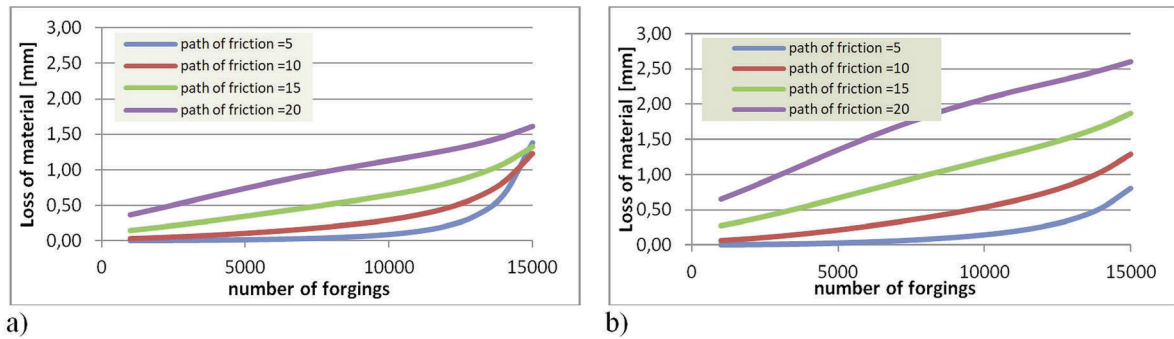 3,00
2,50
2,00
1,50
1,00
0,50
0,00
Loss of material [mm]
path of friction =5
path of friction =10
path of friction =15
path of friction =20
0
5000
10000
15000
number of forgings
a)
3,00
2,50
2,00
1,50
1,00
0,50
0,00
Loss of material [mm]
path of friction =5
path of friction =10
path of friction =15
path of friction =20
0
5000
10000
15000
number of forgings
b)